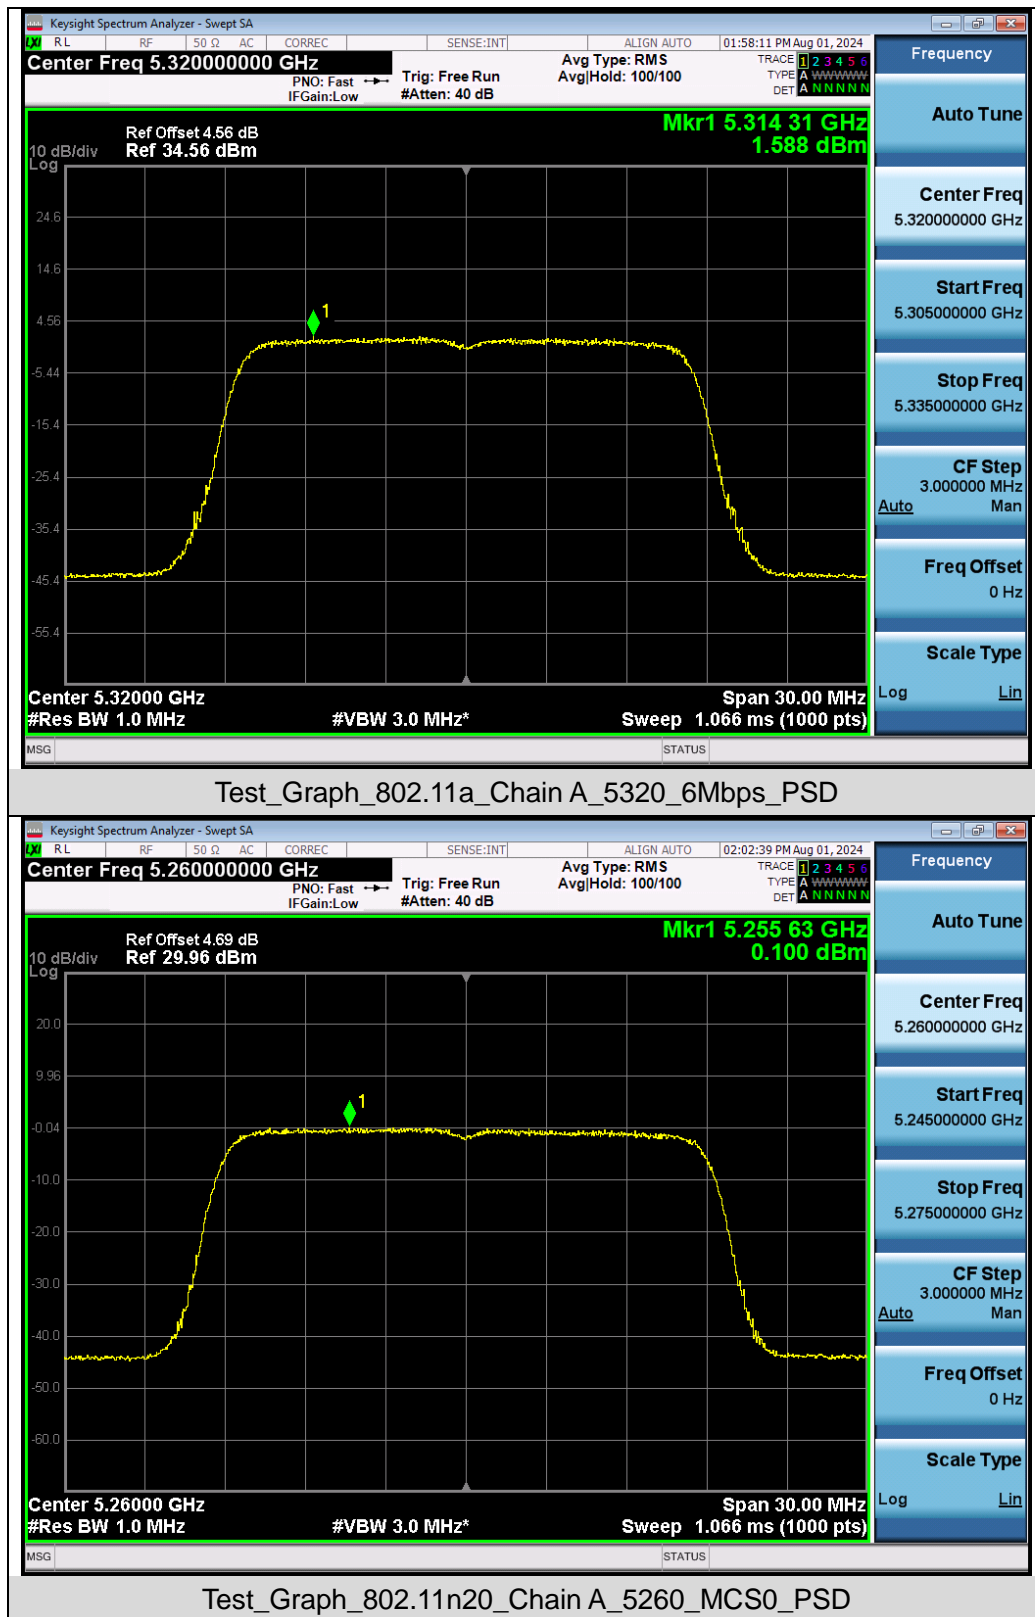 Keysight Spectrum Analyzer - Swept SA
LXI RL RF 50 Ω AC CORREC SENSE:INT ALIGN AUTO 01:58:11 PM Aug 01, 2024
Center Freq 5.320000000 GHz
PNO: Fast
IFGain:Low
Trig: Free Run
#Atten: 40 dB
Avg Type: RMS
Avg|Hold: 100/100
TRACE 1 2 3 4 5 6
TYPE A WWWWW
DET A N N N N N
Frequency
Auto Tune
Center Freq
5.320000000 GHz
Start Freq
5.305000000 GHz
Stop Freq
5.335000000 GHz
CF Step
3.000000 MHz
Auto Man
Freq Offset
0 Hz
Scale Type
Log Lin
Mkr1 5.314 31 GHz
1.588 dBm
Ref Offset 4.56 dB
10 dB/div Ref 34.56 dBm
Log
24.6
14.6
1
4.56
-5.44
-15.4
-25.4
-35.4
-45.4
-55.4
Center 5.32000 GHz Span 30.00 MHz
#Res BW 1.0 MHz #VBW 3.0 MHz* Sweep 1.066 ms (1000 pts)
MSG STATUS
Test_Graph_802.11a_Chain A_5320_6Mbps_PSD
Keysight Spectrum Analyzer - Swept SA
LXI RL RF 50 Ω AC CORREC SENSE:INT ALIGN AUTO 02:02:39 PM Aug 01, 2024
Center Freq 5.260000000 GHz
PNO: Fast
IFGain:Low
Trig: Free Run
#Atten: 40 dB
Avg Type: RMS
Avg|Hold: 100/100
TRACE 1 2 3 4 5 6
TYPE A WWWWW
DET A N N N N N
Frequency
Auto Tune
Center Freq
5.260000000 GHz
Start Freq
5.245000000 GHz
Stop Freq
5.275000000 GHz
CF Step
3.000000 MHz
Auto Man
Freq Offset
0 Hz
Scale Type
Log Lin
Mkr1 5.255 63 GHz
0.100 dBm
Ref Offset 4.69 dB
10 dB/div Ref 29.96 dBm
Log
20.0
9.96
1
-0.04
-10.0
-20.0
-30.0
-40.0
-50.0
-60.0
Center 5.26000 GHz Span 30.00 MHz
#Res BW 1.0 MHz #VBW 3.0 MHz* Sweep 1.066 ms (1000 pts)
MSG STATUS
Test_Graph_802.11n20_Chain A_5260_MCS0_PSD